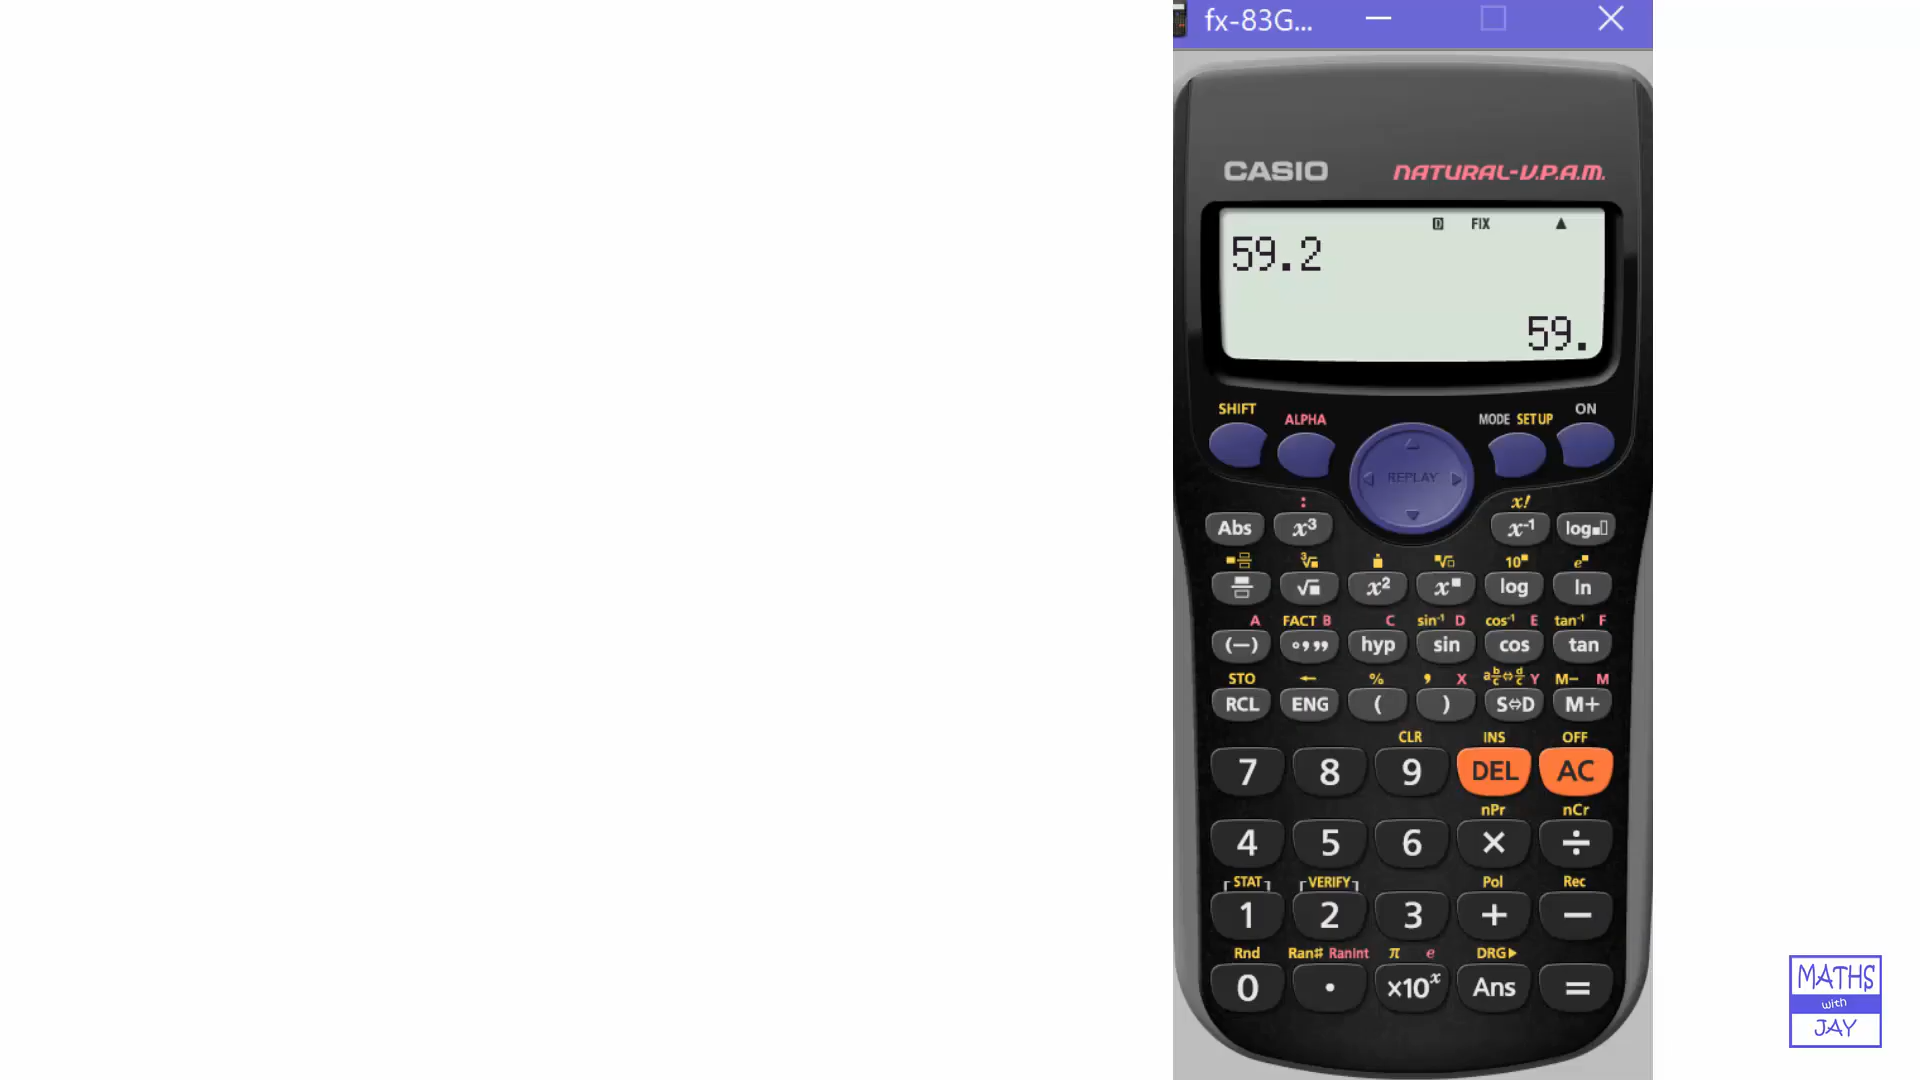 fx-83G...
CASIO NATURAL-V.P.A.M.
D FIX ▲
59.2
59.
SHIFT ALPHA MODE SETUP ON
REPLAY
: x!
Abs x³ x⁻¹ log■▯
³√■ ■√□ 10■ e■
√■ x² x■ log ln
A FACT B C sin⁻¹ D cos⁻¹ E tan⁻¹ F
(−) ° ’ ” hyp sin cos tan
STO ← % , X a b/c⇔d/c Y M− M
RCL ENG ( ) S⇔D M+
CLR INS OFF
7 8 9 DEL AC
nPr nCr
4 5 6 × ÷
STAT VERIFY Pol Rec
1 2 3 + −
Rnd Ran# RanInt π e DRG▶
0 • ×10ˣ Ans =
MATHS
with
JAY